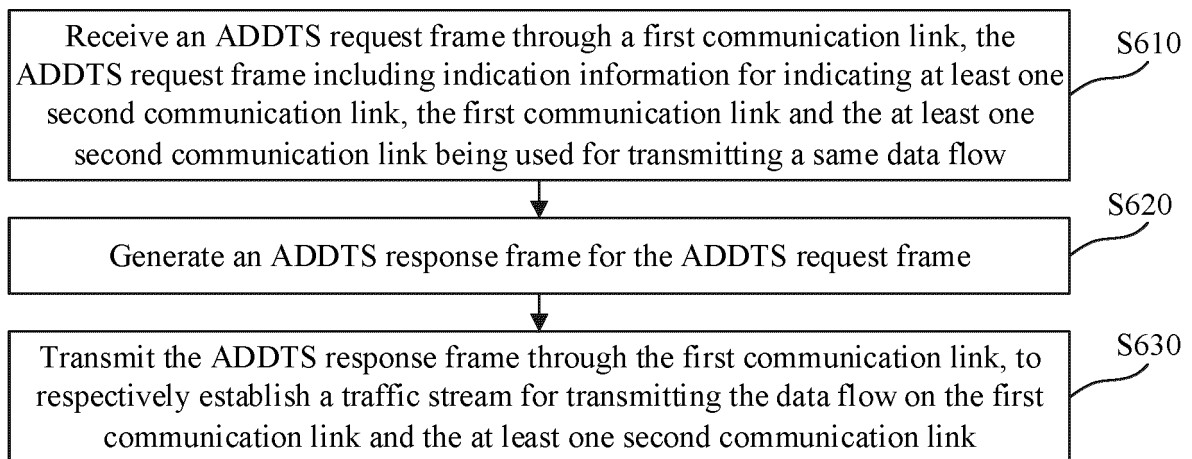 Receive an ADDTS request frame through a first communication link, the
ADDTS request frame including indication information for indicating at least one
second communication link, the first communication link and the at least one
second communication link being used for transmitting a same data flow
S610
Generate an ADDTS response frame for the ADDTS request frame
S620
Transmit the ADDTS response frame through the first communication link, to
respectively establish a traffic stream for transmitting the data flow on the first
communication link and the at least one second communication link
S630